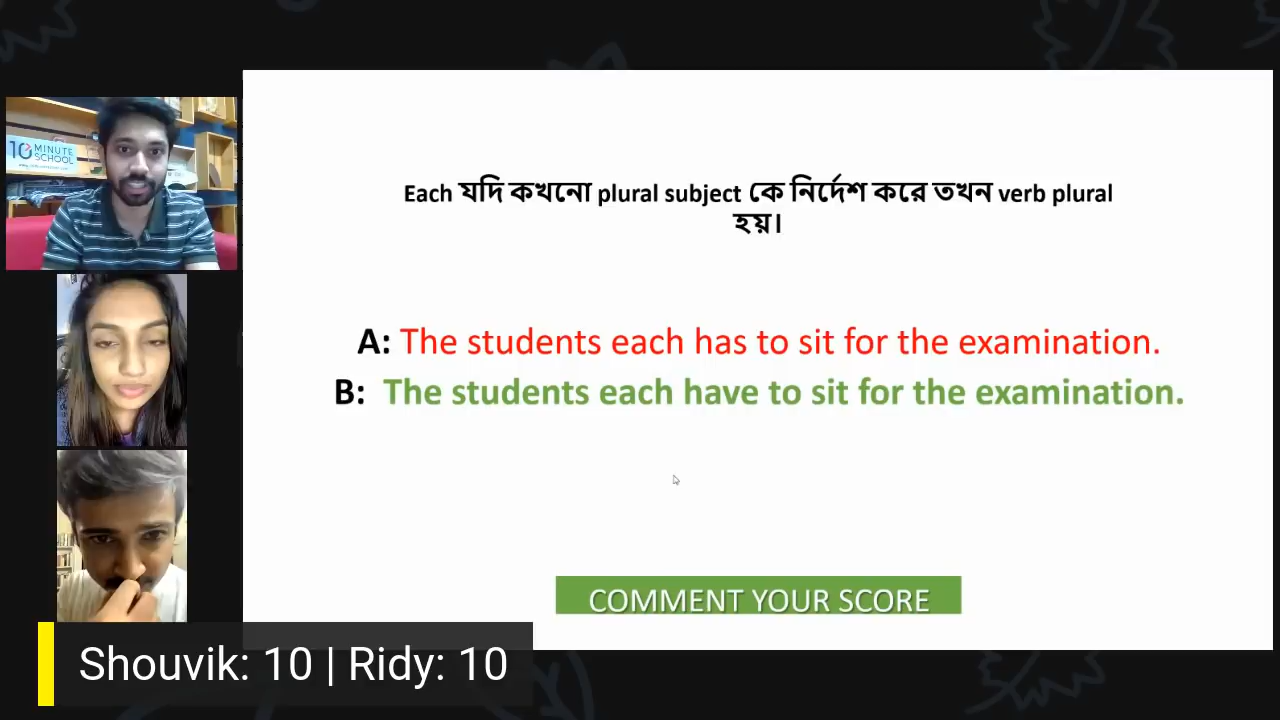 10 MINUTE
SCHOOL
Each যদি কখনো plural subject কে নির্দেশ করে তখন verb plural
হয়।
A: The students each has to sit for the examination.
B: The students each have to sit for the examination.
COMMENT YOUR SCORE
Shouvik: 10 | Ridy: 10